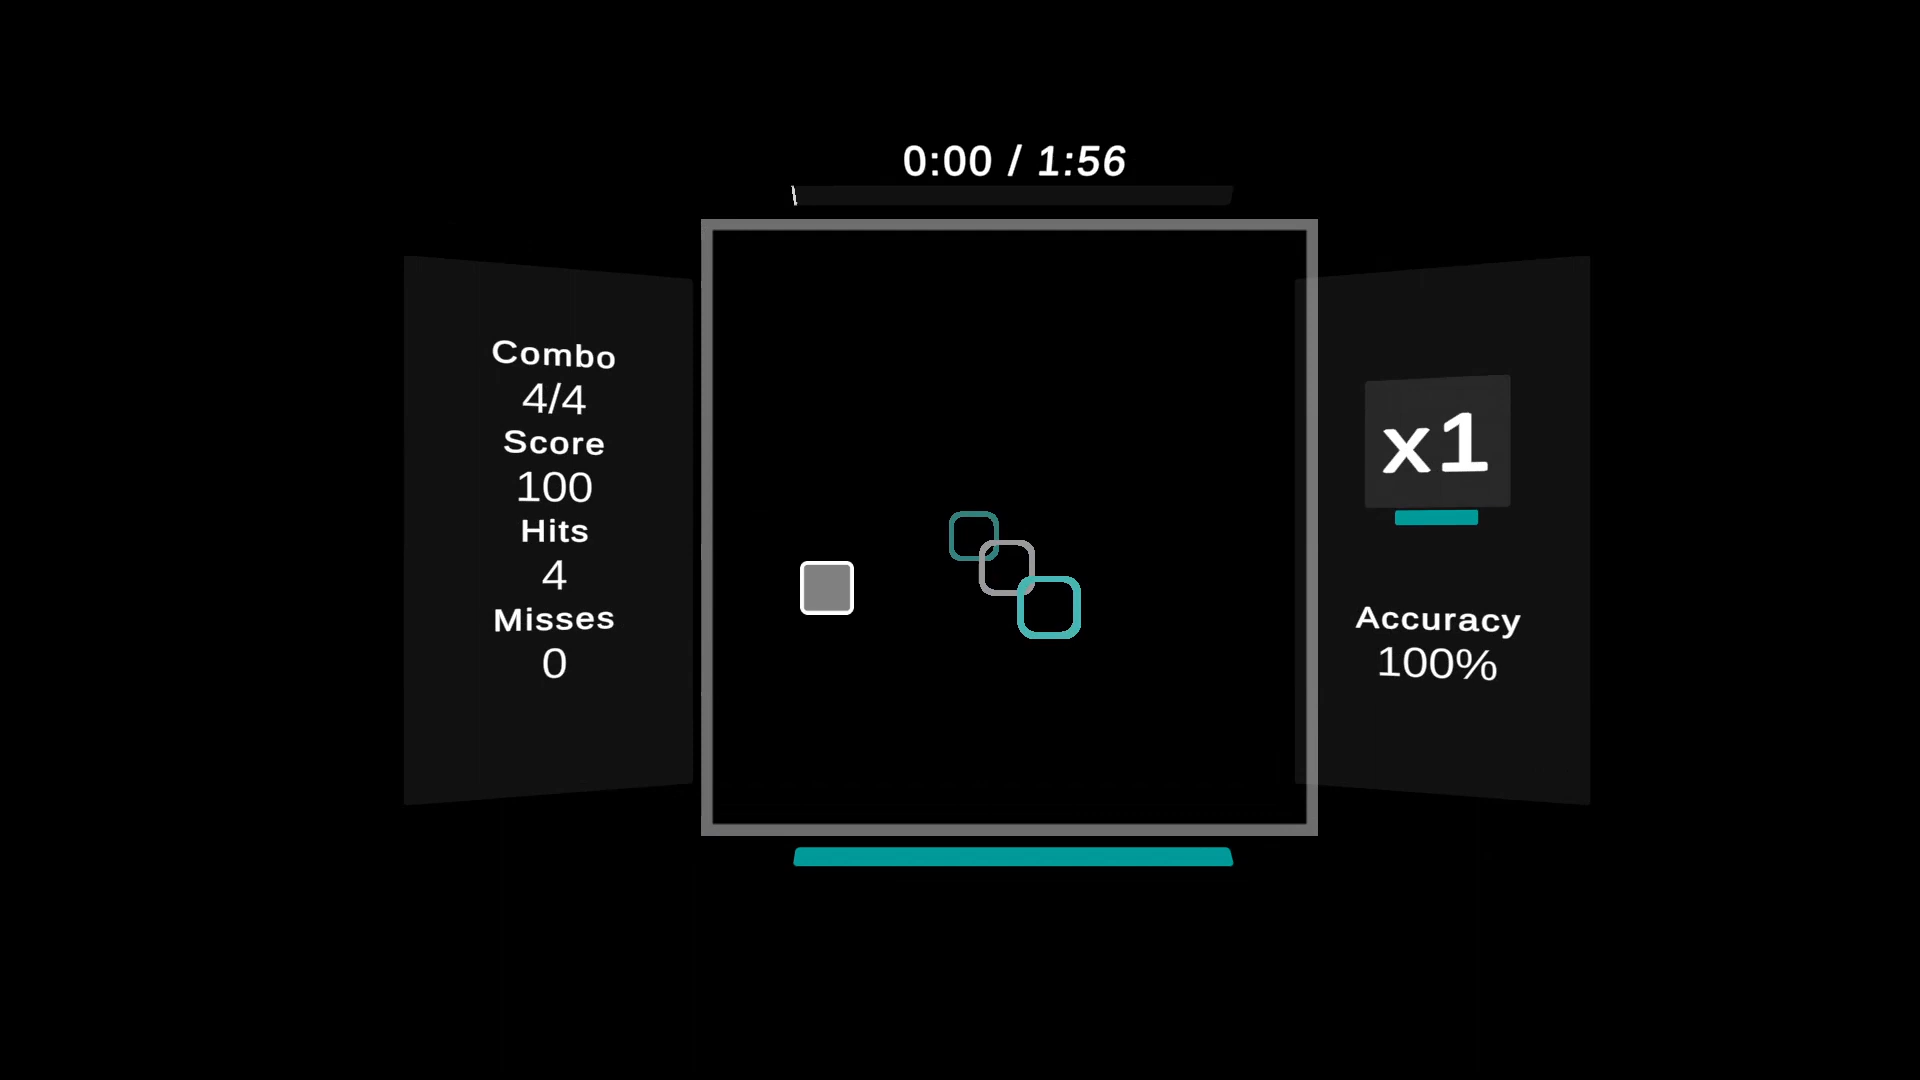 0:00 / 1:56
Combo
4/4
Score
100
Hits
4
Misses
0
x1
Accuracy
100%